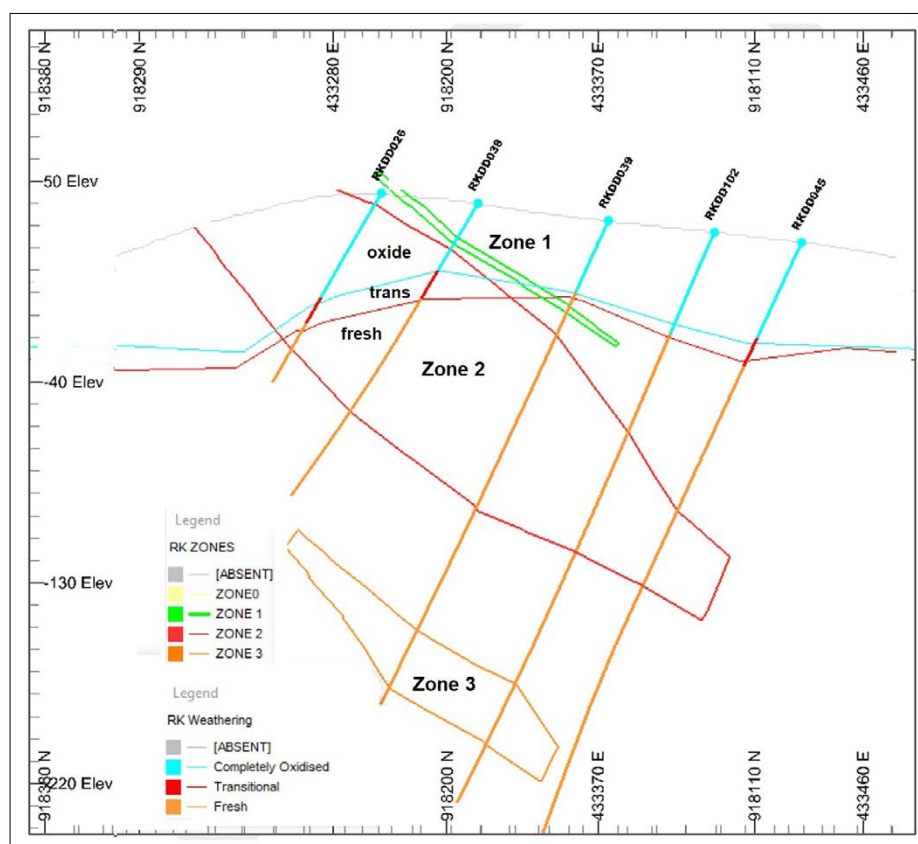 918380 N
918290 N
433280 E
918200 N
433370 E
918110 N
433460 E
RKDD026
RKDD038
RKDD039
RKDD102
RKDD045
50 Elev
Zone 1
oxide
trans
fresh
Zone 2
-40 Elev
Legend
RK ZONES
[ABSENT]
ZONE0
ZONE 1
ZONE 2
ZONE 3
-130 Elev
Zone 3
Legend
RK Weathering
[ABSENT]
Completely Oxidised
Transitional
Fresh
-220 Elev
918380 N
918290 N
918200 N
433370 E
918110 N
433460 E